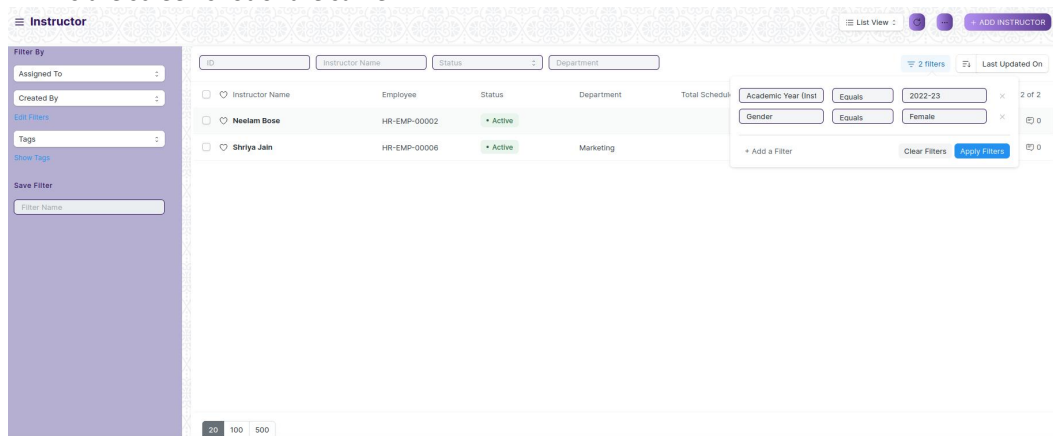 Instructor
List View
+ ADD INSTRUCTOR
Filter By
Assigned To
Created By
Edit Filters
Tags
Show Tags
Save Filter
Filter Name
ID
Instructor Name
Status
Department
2 filters
Last Updated On
Instructor Name Employee Status Department Total Schedul 2 of 2
Neelam Bose HR-EMP-00002 • Active 0
Shriya Jain HR-EMP-00006 • Active Marketing 0
Academic Year (Inst Equals 2022-23
Gender Equals Female
+ Add a Filter Clear Filters Apply Filters
20 100 500